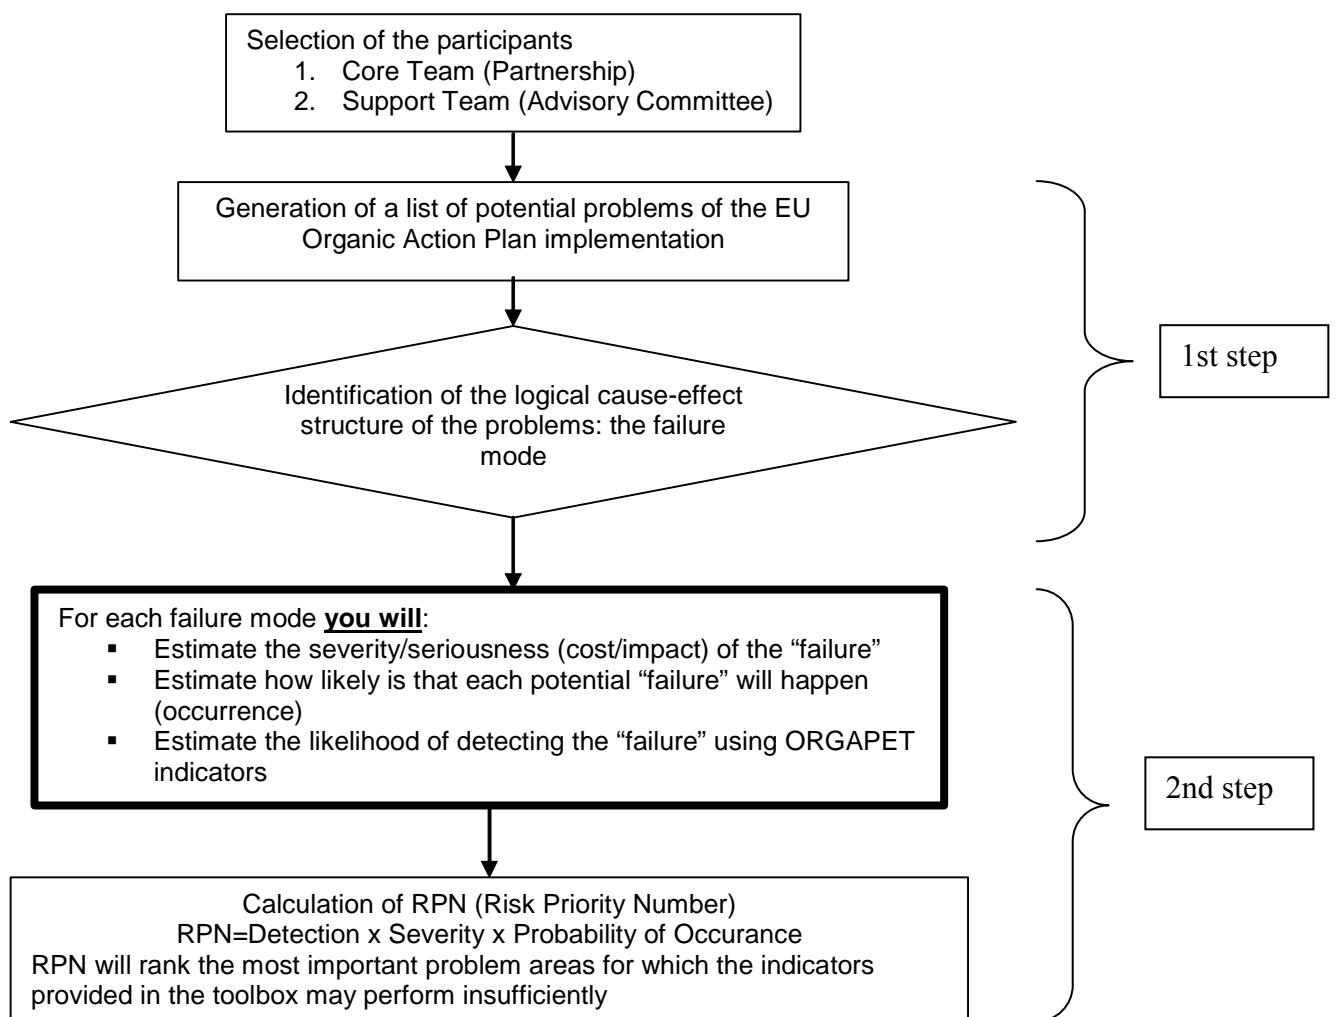 Selection of the participants
1. Core Team (Partnership)
2. Support Team (Advisory Committee)
Generation of a list of potential problems of the EU
Organic Action Plan implementation
1st step
Identification of the logical cause-effect
structure of the problems: the failure
mode
For each failure mode you will:
▪ Estimate the severity/seriousness (cost/impact) of the “failure”
▪ Estimate how likely is that each potential “failure” will happen
(occurrence)
▪ Estimate the likelihood of detecting the “failure” using ORGAPET
indicators
2nd step
Calculation of RPN (Risk Priority Number)
RPN=Detection x Severity x Probability of Occurance
RPN will rank the most important problem areas for which the indicators
provided in the toolbox may perform insufficiently